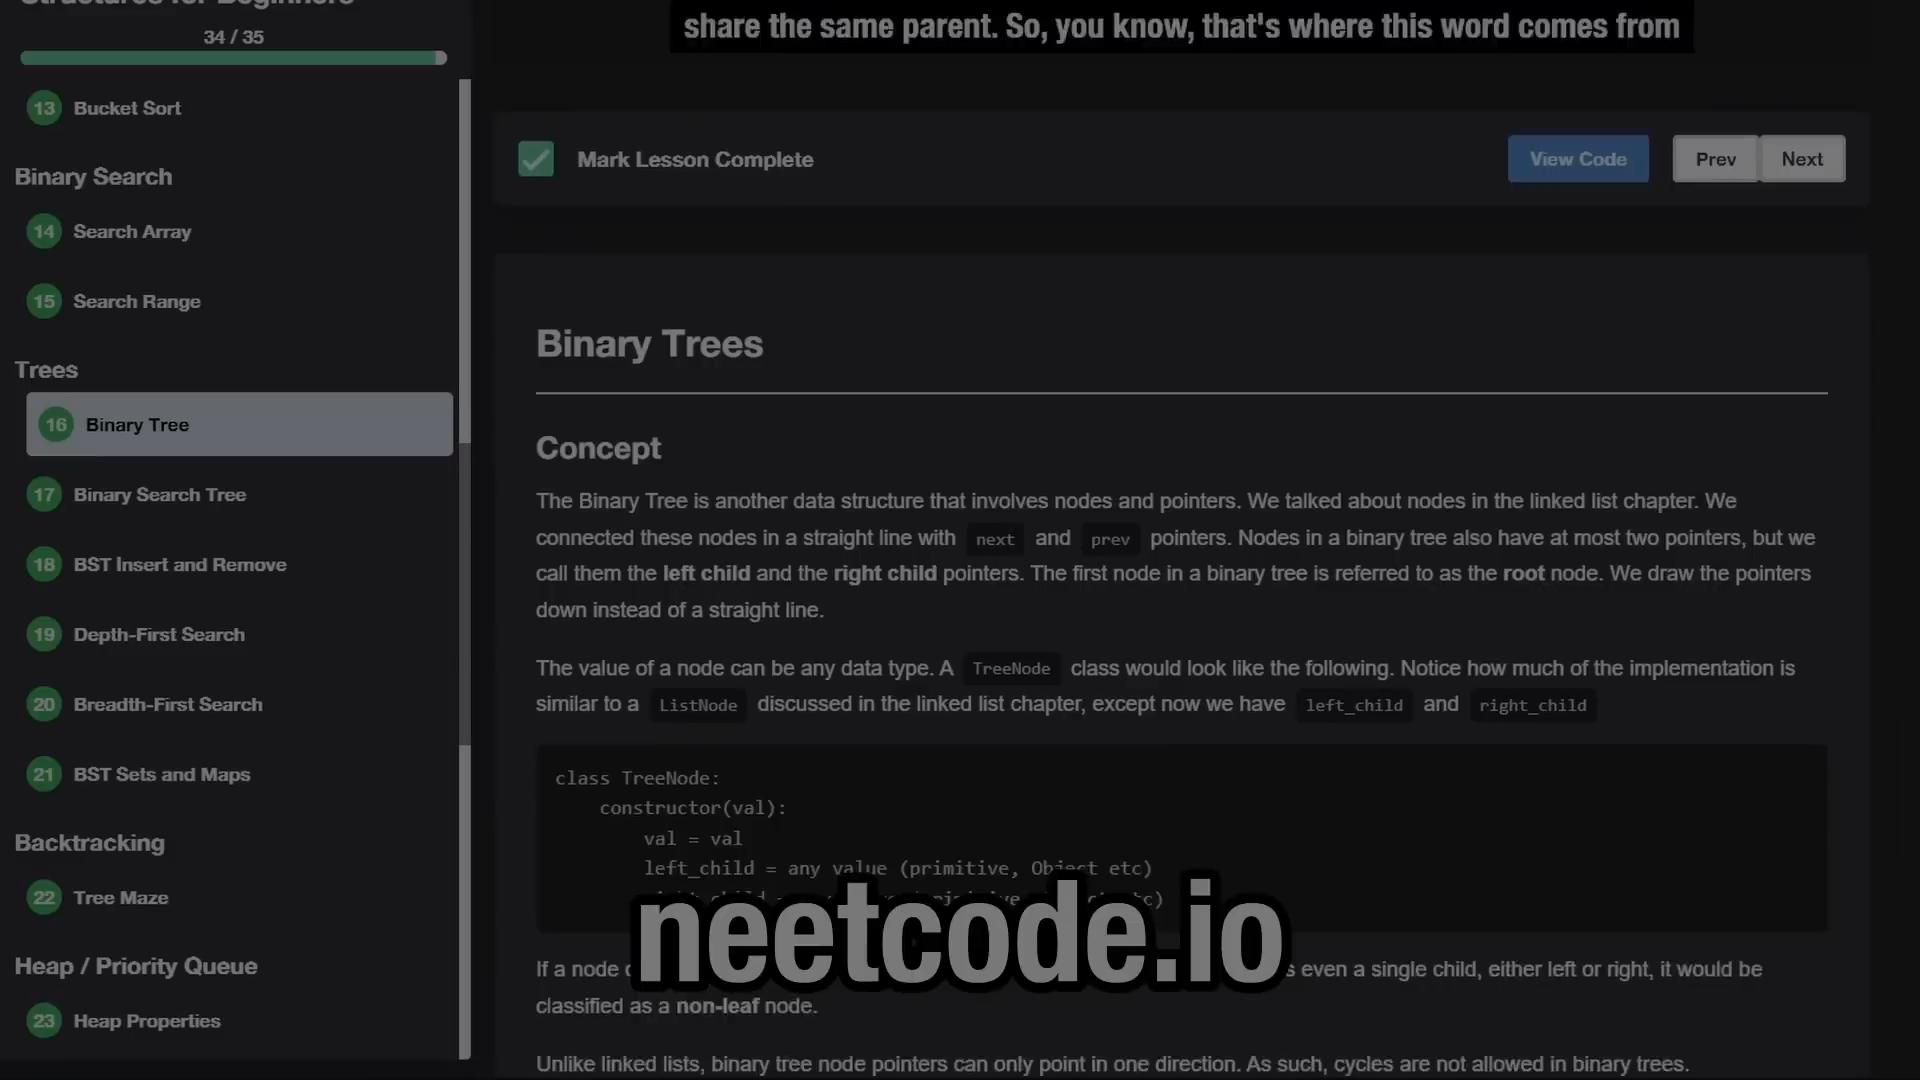 Structures for Beginners
34 / 35
13 Bucket Sort
Binary Search
14 Search Array
15 Search Range
Trees
16 Binary Tree
17 Binary Search Tree
18 BST Insert and Remove
19 Depth-First Search
20 Breadth-First Search
21 BST Sets and Maps
Backtracking
22 Tree Maze
Heap / Priority Queue
23 Heap Properties
share the same parent. So, you know, that's where this word comes from
Mark Lesson Complete
View Code
Prev
Next
Binary Trees
Concept
The Binary Tree is another data structure that involves nodes and pointers. We talked about nodes in the linked list chapter. We
connected these nodes in a straight line with next and prev pointers. Nodes in a binary tree also have at most two pointers, but we
call them the left child and the right child pointers. The first node in a binary tree is referred to as the root node. We draw the pointers
down instead of a straight line.
The value of a node can be any data type. A TreeNode class would look like the following. Notice how much of the implementation is
similar to a ListNode discussed in the linked list chapter, except now we have left_child and right_child
class TreeNode:
constructor(val):
val = val
left_child = any value (primitive, Object etc)
neetcode.io
If a node
even a single child, either left or right, it would be
classified as a non-leaf node.
Unlike linked lists, binary tree node pointers can only point in one direction. As such, cycles are not allowed in binary trees.